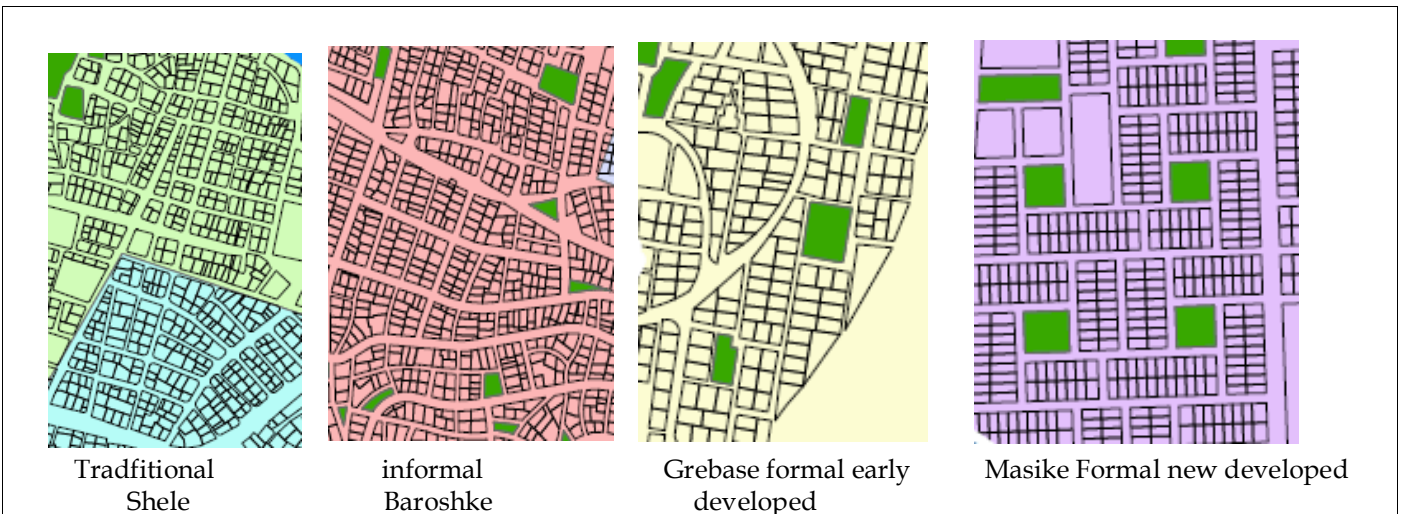 Tradfitional
Shele
informal
Baroshke
Grebase formal early
developed
Masike Formal new developed